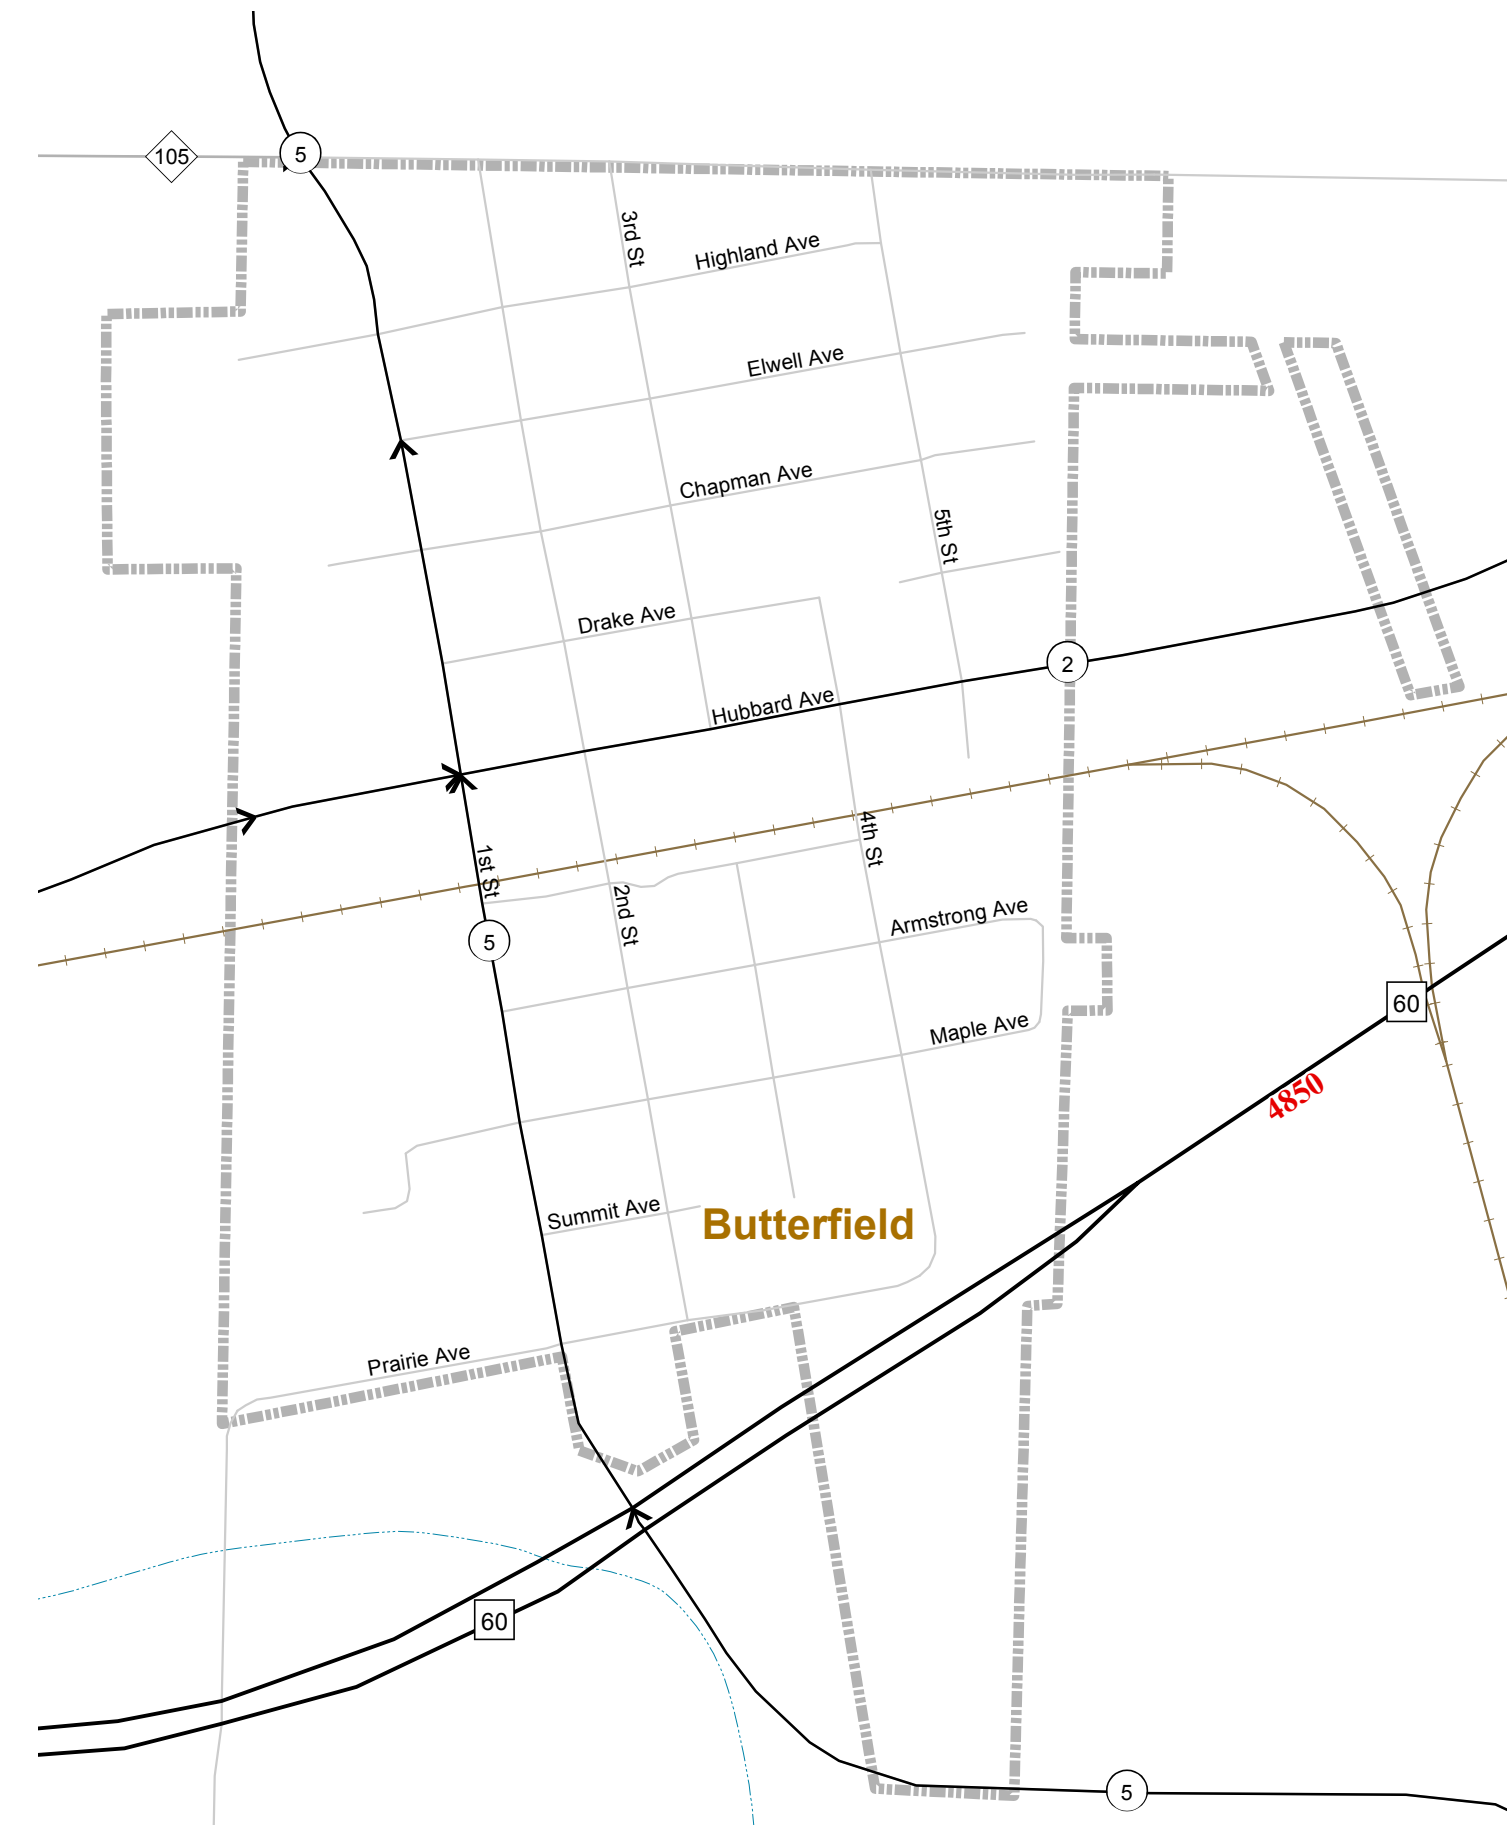 5
105
3rd St
Highland Ave
Elwell Ave
Chapman Ave
5th St
Drake Ave
2
Hubbard Ave
4th St
1st St
2nd St
Armstrong Ave
5
60
Maple Ave
4850
Summit Ave
Butterfield
Prairie Ave
60
5